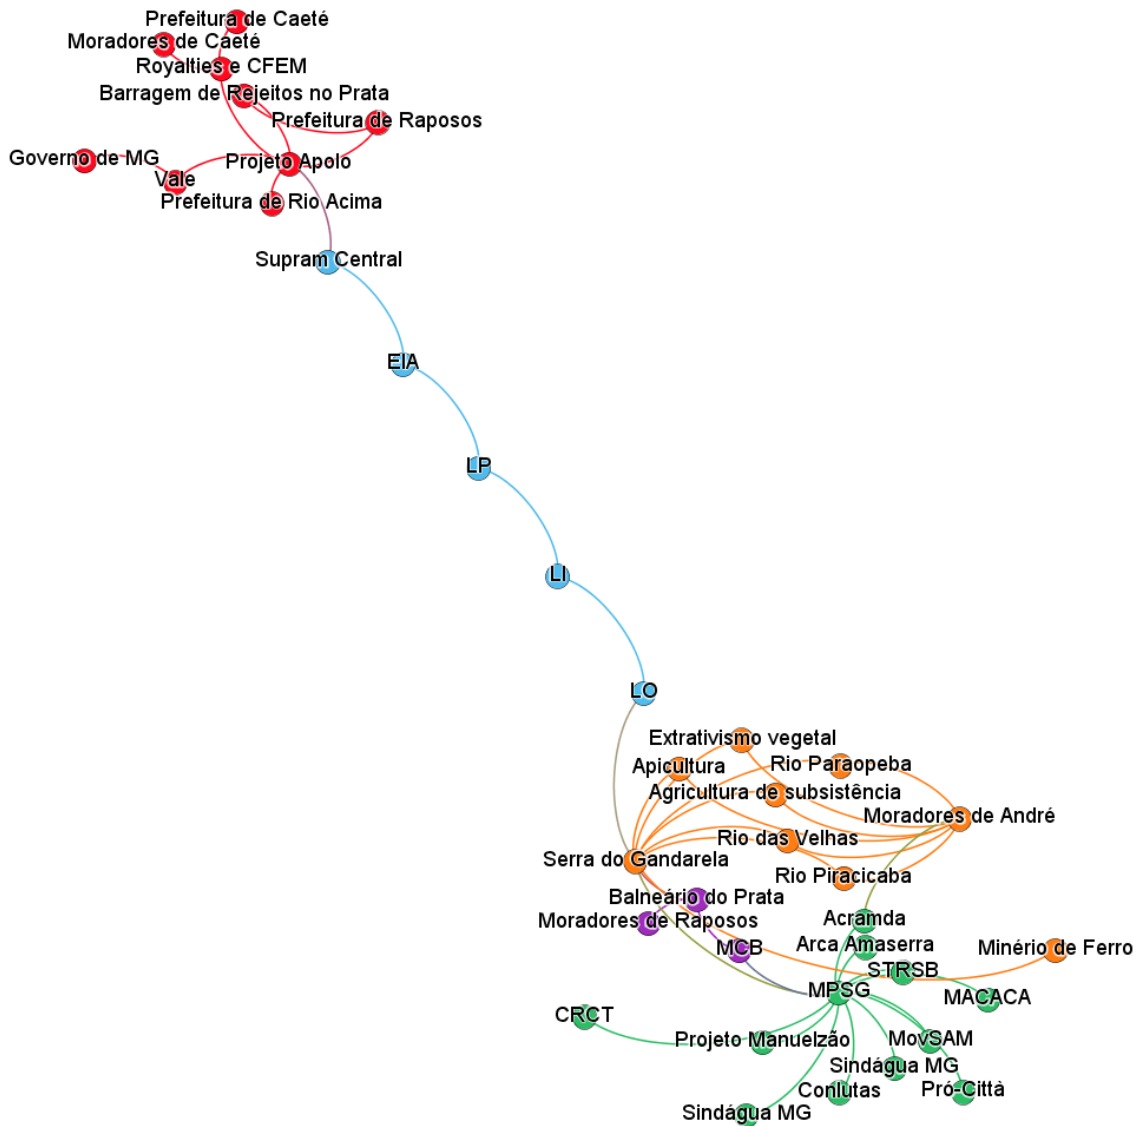 Prefeitura de Caeté
Moradores de Caeté
Royalties e CFEM
Barragem de Rejeitos no Prata
Prefeitura de Raposos
Governo de MG
Projeto Apolo
Vale
Prefeitura de Rio Acima
Supram Central
EIA
LP
LI
LO
Extrativismo vegetal
Apicultura
Rio Paraopeba
Agricultura de subsistência
Moradores de André
Rio das Velhas
Serra do Gandarela
Rio Piracicaba
Balneário do Prata
Moradores de Raposos
Acramda
Arca Amaserra
MCB
Minério de Ferro
STRSB
MPSG
MACACA
CRCT
Projeto Manuelzão
MovSAM
Sindágua MG
Conlutas
Pró-Città
Sindágua MG